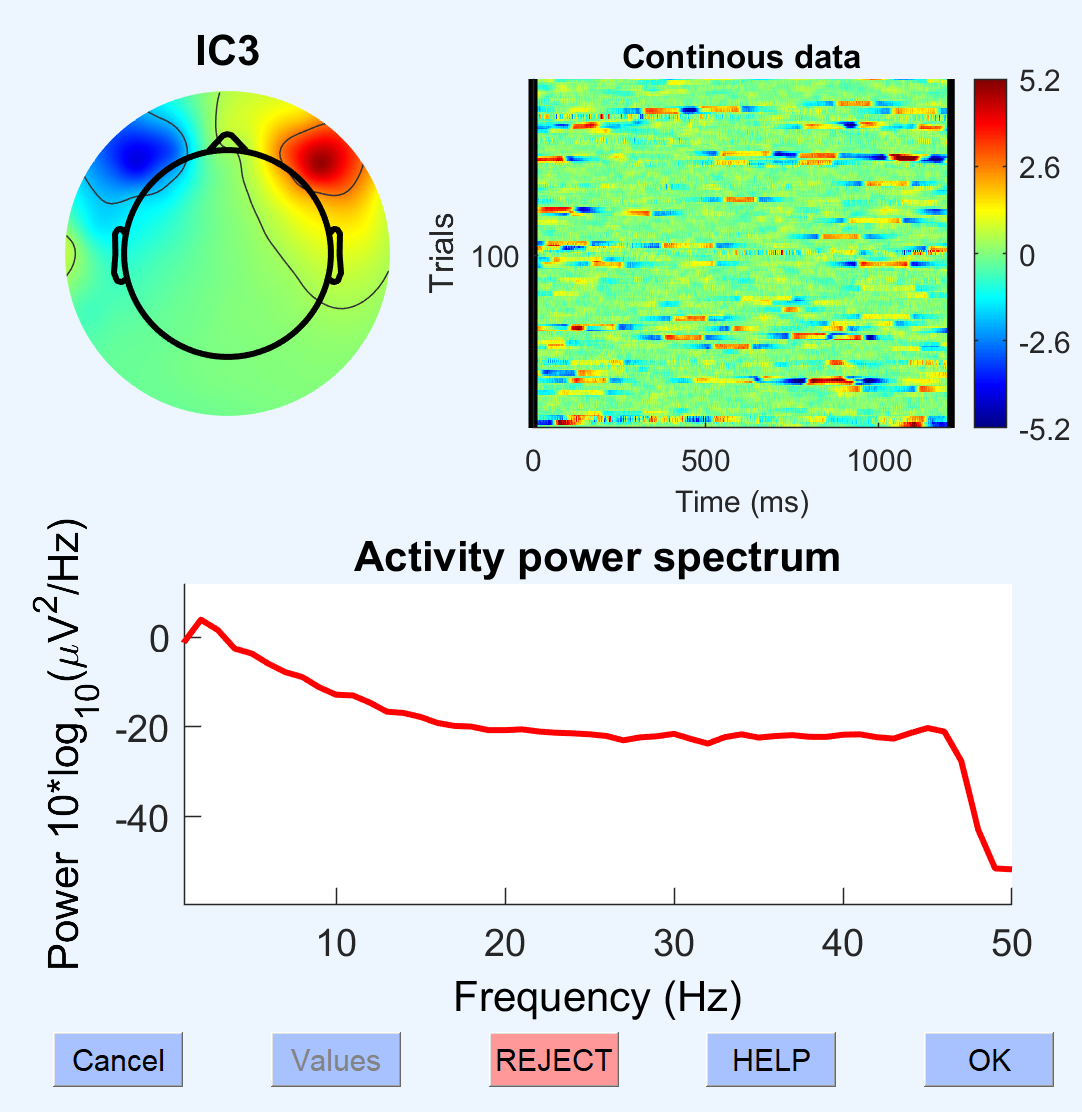 IC3
Continous data
Trials
100
0
500
1000
Time (ms)
5.2
2.6
0
-2.6
-5.2
Activity power spectrum
Power 10*log10(μV2/Hz)
0
-20
-40
10
20
30
40
50
Frequency (Hz)
Cancel
Values
REJECT
HELP
OK